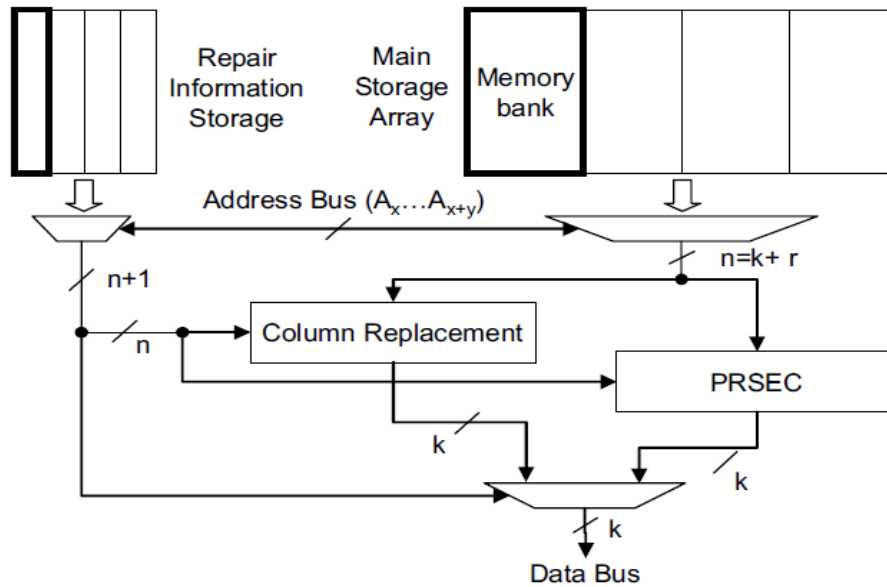 Repair
Information
Storage
Main
Storage
Array
Memory
bank
Address Bus (Aₓ…Aₓ₊ᵧ)
n=k+ r
n+1
n
Column Replacement
PRSEC
k
k
k
Data Bus